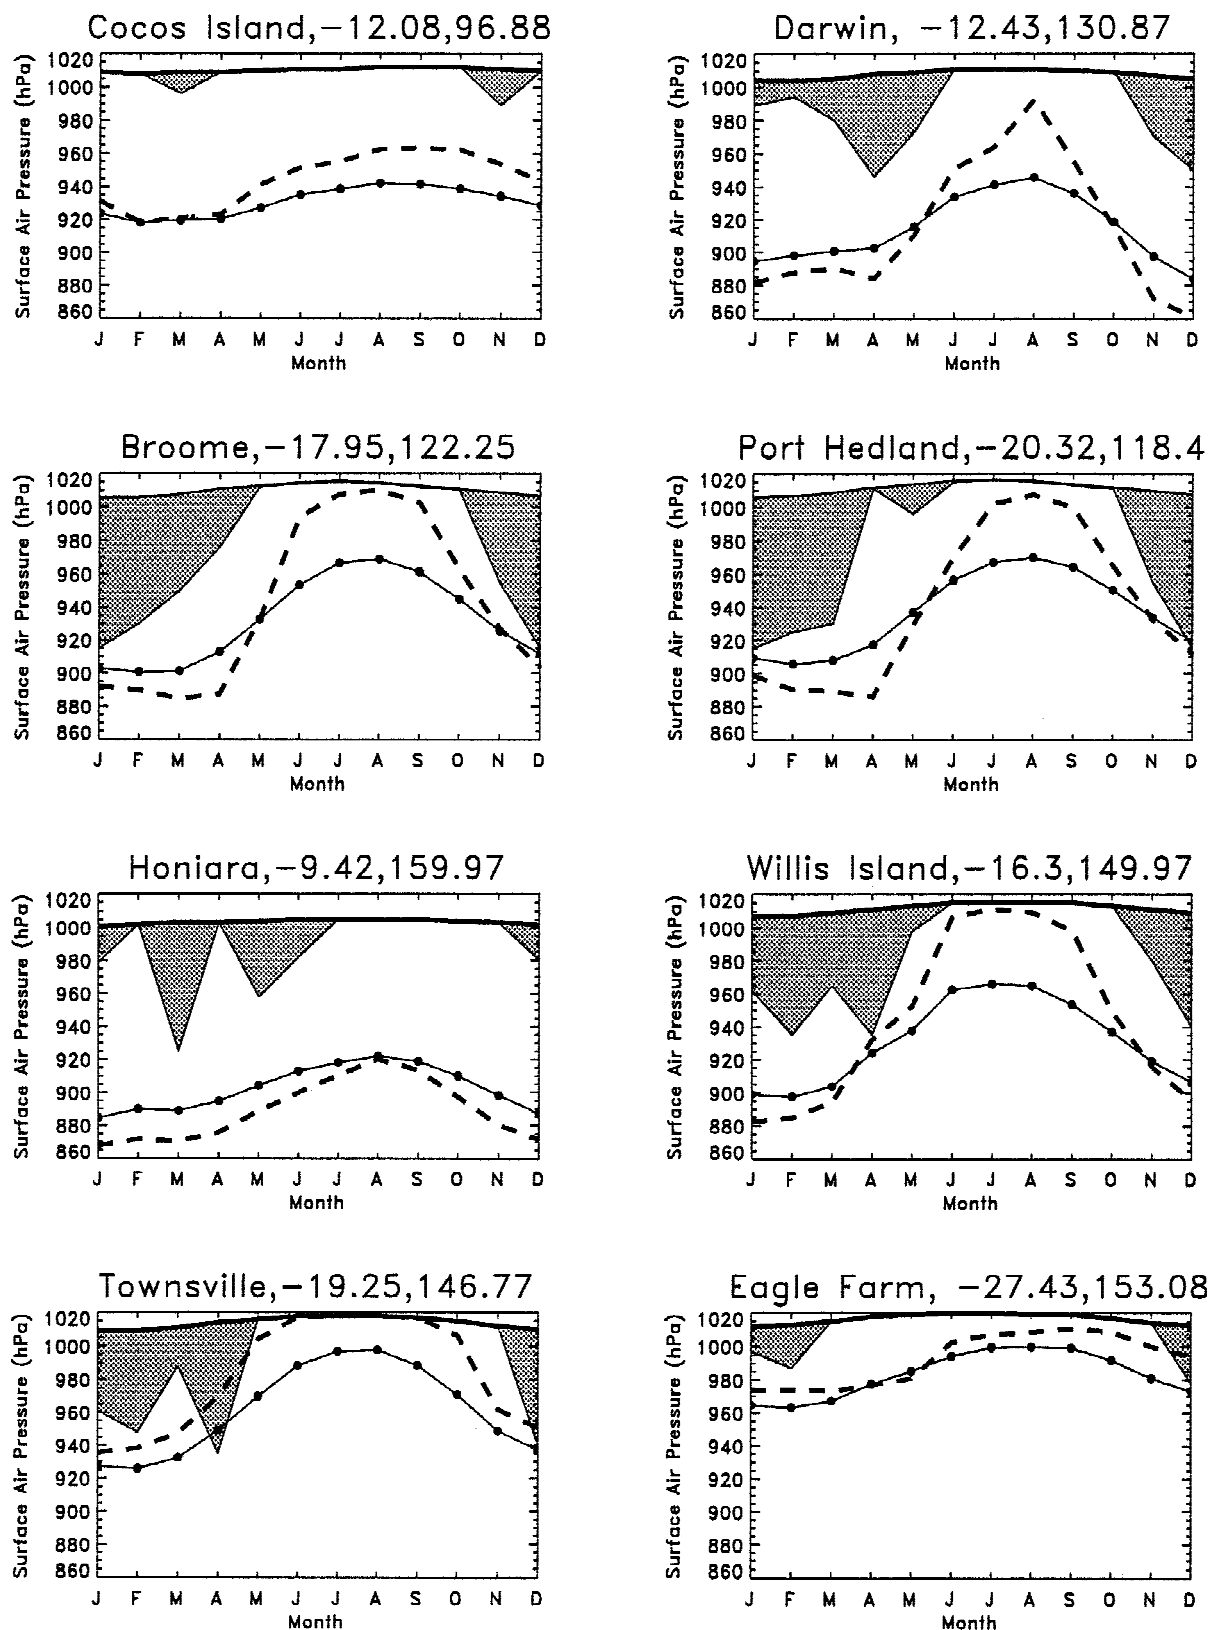 Cocos Island,−12.08,96.88
Surface Air Pressure (hPa)
1020
1000
980
960
940
920
900
880
860
J F M A M J J A S O N D
Month
Darwin, −12.43,130.87
Surface Air Pressure (hPa)
1020
1000
980
960
940
920
900
880
860
J F M A M J J A S O N D
Month
Broome,−17.95,122.25
Surface Air Pressure (hPa)
1020
1000
980
960
940
920
900
880
860
J F M A M J J A S O N D
Month
Port Hedland,−20.32,118.4
Surface Air Pressure (hPa)
1020
1000
980
960
940
920
900
880
860
J F M A M J J A S O N D
Month
Honiara,−9.42,159.97
Surface Air Pressure (hPa)
1020
1000
980
960
940
920
900
880
860
J F M A M J J A S O N D
Month
Willis Island,−16.3,149.97
Surface Air Pressure (hPa)
1020
1000
980
960
940
920
900
880
860
J F M A M J J A S O N D
Month
Townsville,−19.25,146.77
Surface Air Pressure (hPa)
1020
1000
980
960
940
920
900
880
860
J F M A M J J A S O N D
Month
Eagle Farm, −27.43,153.08
Surface Air Pressure (hPa)
1020
1000
980
960
940
920
900
880
860
J F M A M J J A S O N D
Month